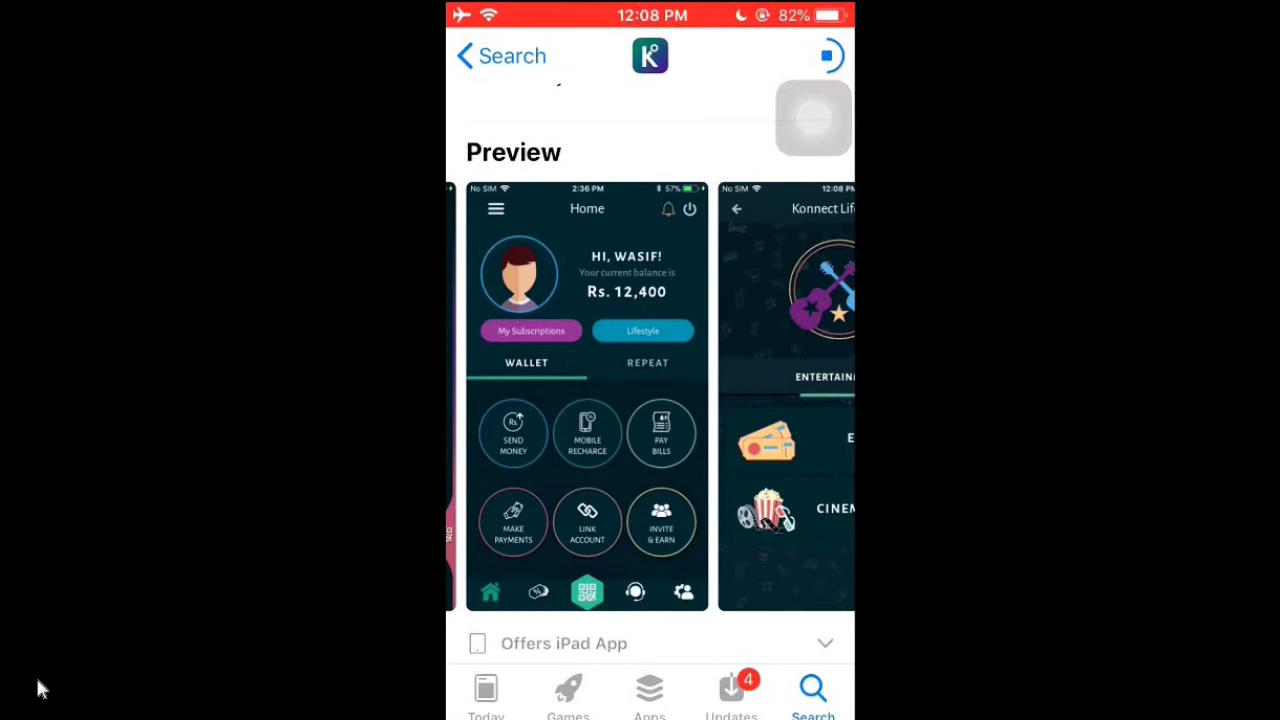 12:08 PM
82%
Search
K
Preview
No SIM
2:36 PM
57%
Home
HI, WASIF!
Your current balance is
Rs. 12,400
My Subscriptions
Lifestyle
WALLET
REPEAT
Rs.
SEND
MONEY
MOBILE
RECHARGE
PAY
BILLS
MAKE
PAYMENTS
LINK
ACCOUNT
INVITE
& EARN
No SIM
12:08 P
Konnect Life
ENTERTAIN
E
CINEM
Offers iPad App
4
Today
Games
Apps
Updates
Search